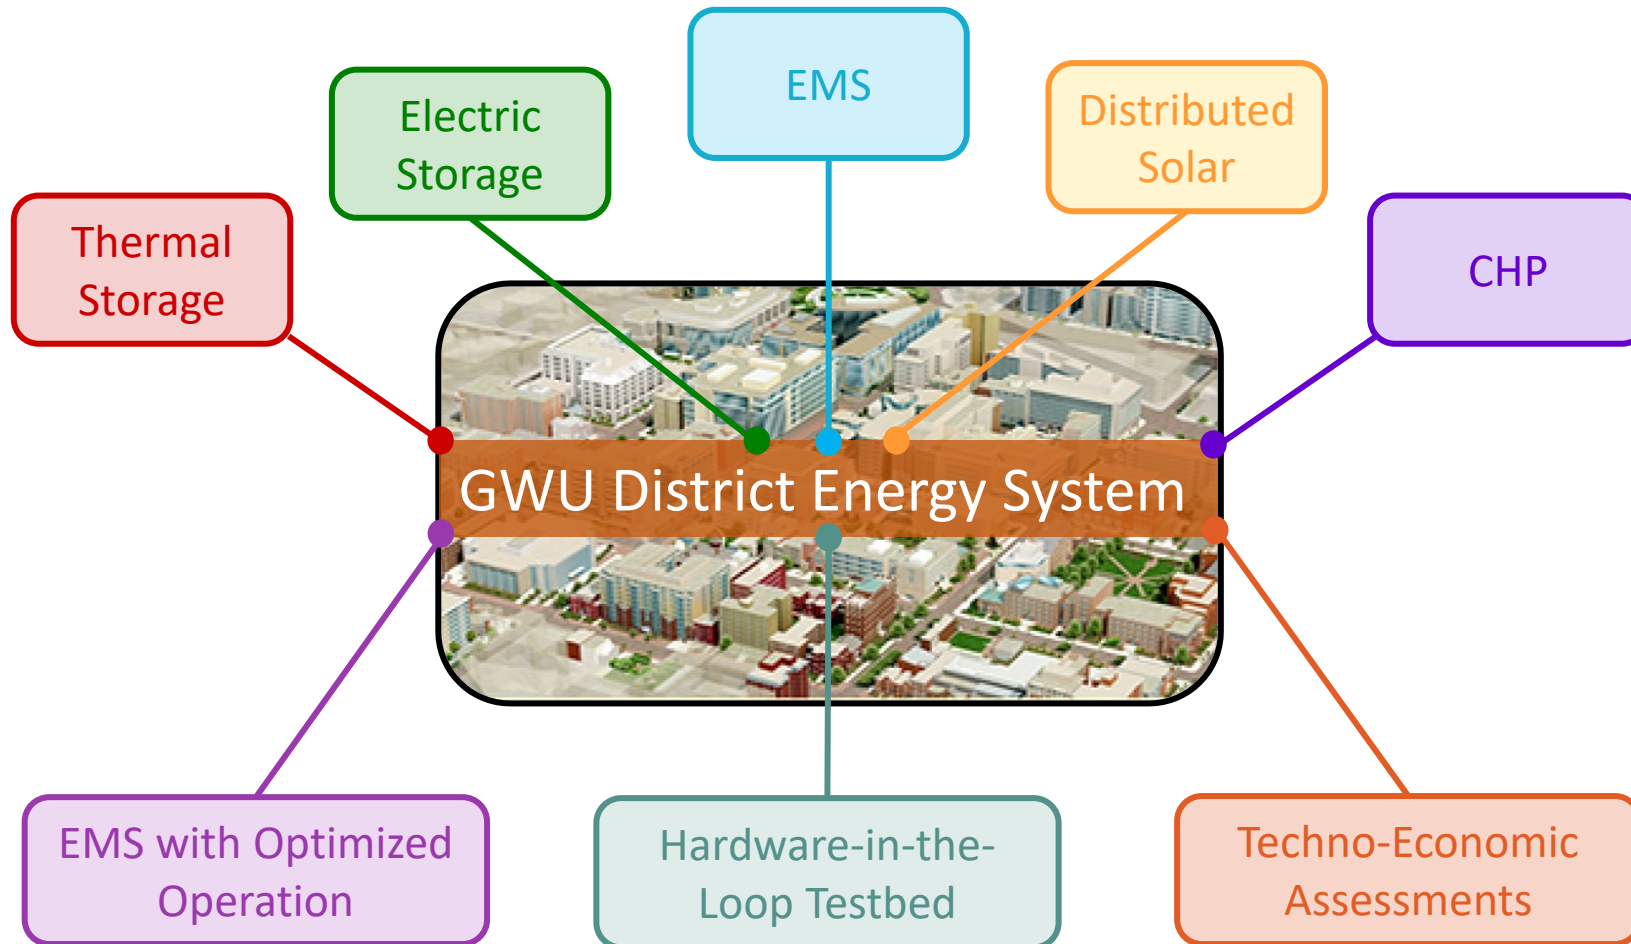 EMS
Electric
Storage
Distributed
Solar
Thermal
Storage
CHP
GWU District Energy System
EMS with Optimized
Operation
Hardware-in-the-
Loop Testbed
Techno-Economic
Assessments